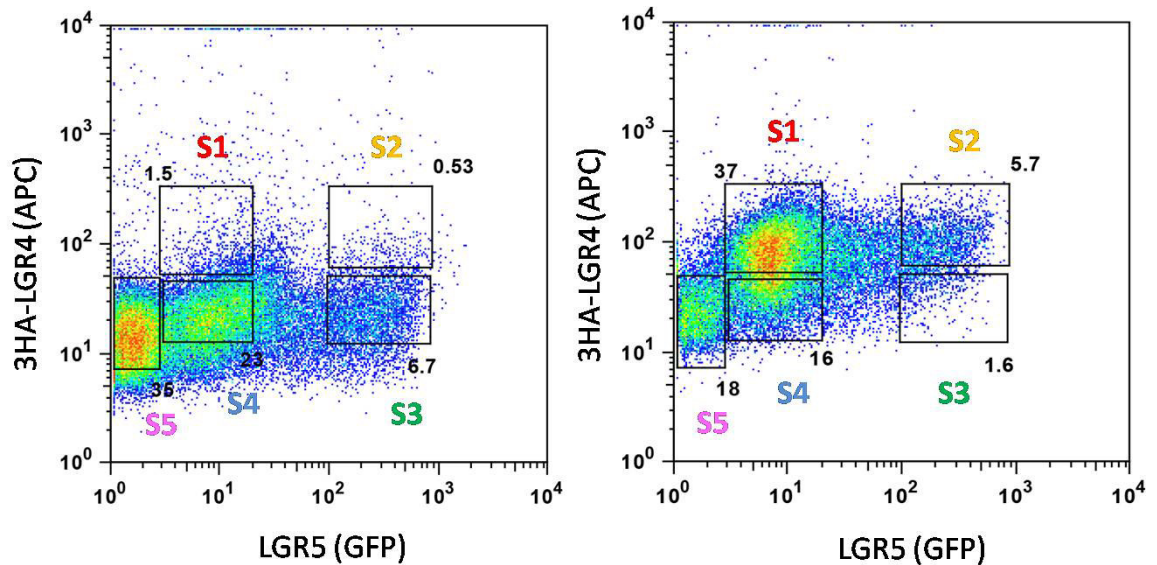 10⁴
10³
10²
10¹
10⁰
3HA-LGR4 (APC)
S1
S2
1.5
0.53
35
23
6.7
S5
S4
S3
10⁰ 10¹ 10² 10³ 10⁴
LGR5 (GFP)
10⁴
10³
10²
10¹
10⁰
3HA-LGR4 (APC)
S1
S2
37
5.7
18
16
1.6
S5
S4
S3
10⁰ 10¹ 10² 10³ 10⁴
LGR5 (GFP)